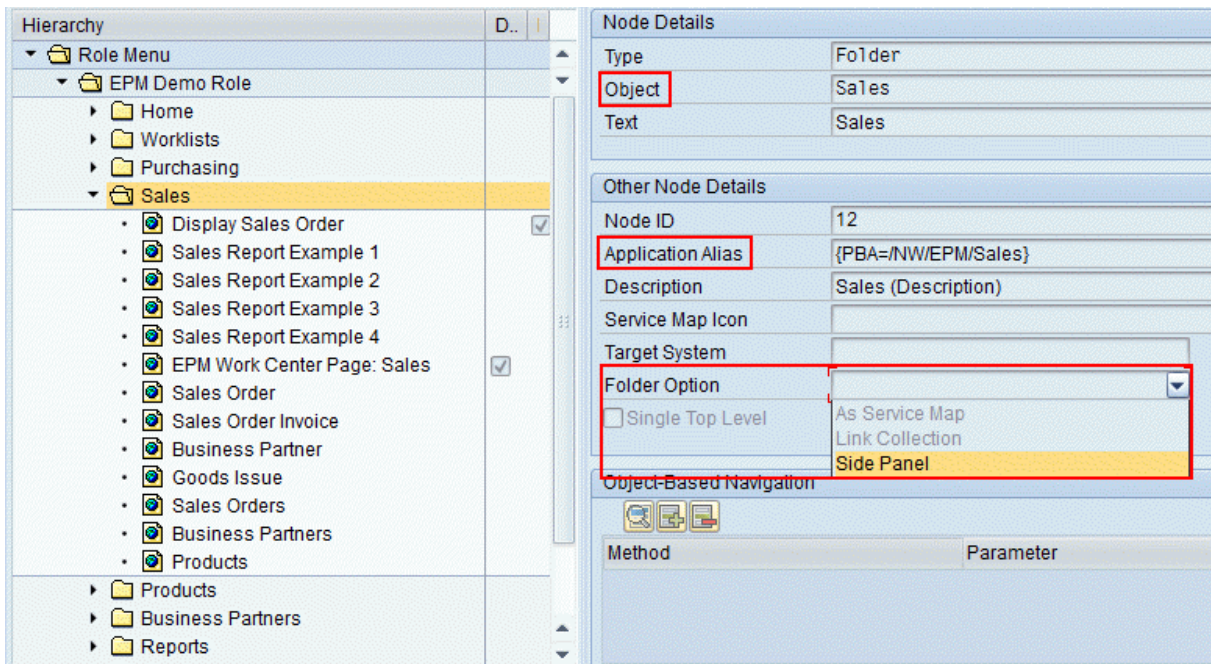 Hierarchy
D..
Role Menu
EPM Demo Role
Home
Worklists
Purchasing
Sales
Display Sales Order
Sales Report Example 1
Sales Report Example 2
Sales Report Example 3
Sales Report Example 4
EPM Work Center Page: Sales
Sales Order
Sales Order Invoice
Business Partner
Goods Issue
Sales Orders
Business Partners
Products
Products
Business Partners
Reports
Node Details
Type Folder
Object Sales
Text Sales
Other Node Details
Node ID 12
Application Alias {PBA=/NW/EPM/Sales}
Description Sales (Description)
Service Map Icon
Target System
Folder Option
Single Top Level
As Service Map
Link Collection
Side Panel
Object-Based Navigation
Method Parameter